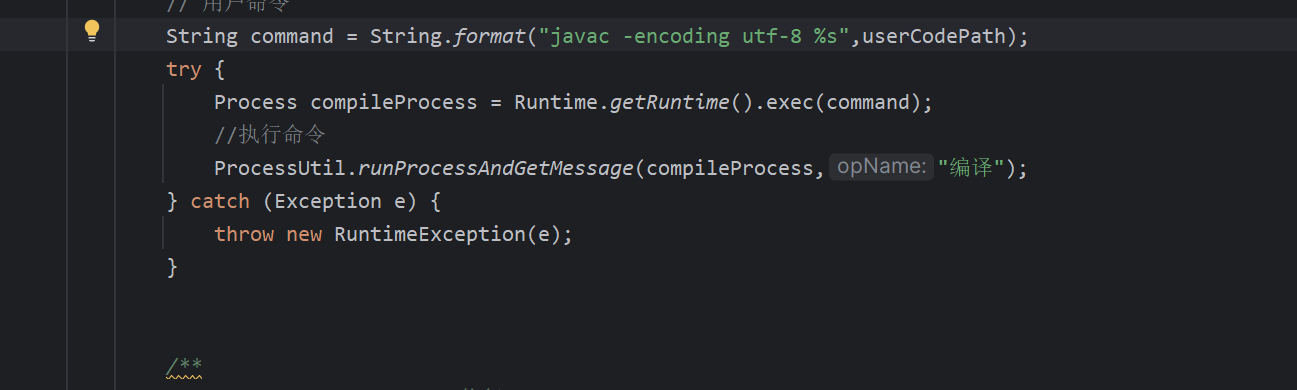 // 用户命令
String command = String.format("javac -encoding utf-8 %s",userCodePath);
try {
Process compileProcess = Runtime.getRuntime().exec(command);
//执行命令
ProcessUtil.runProcessAndGetMessage(compileProcess, opName: "编译");
} catch (Exception e) {
throw new RuntimeException(e);
}
/**